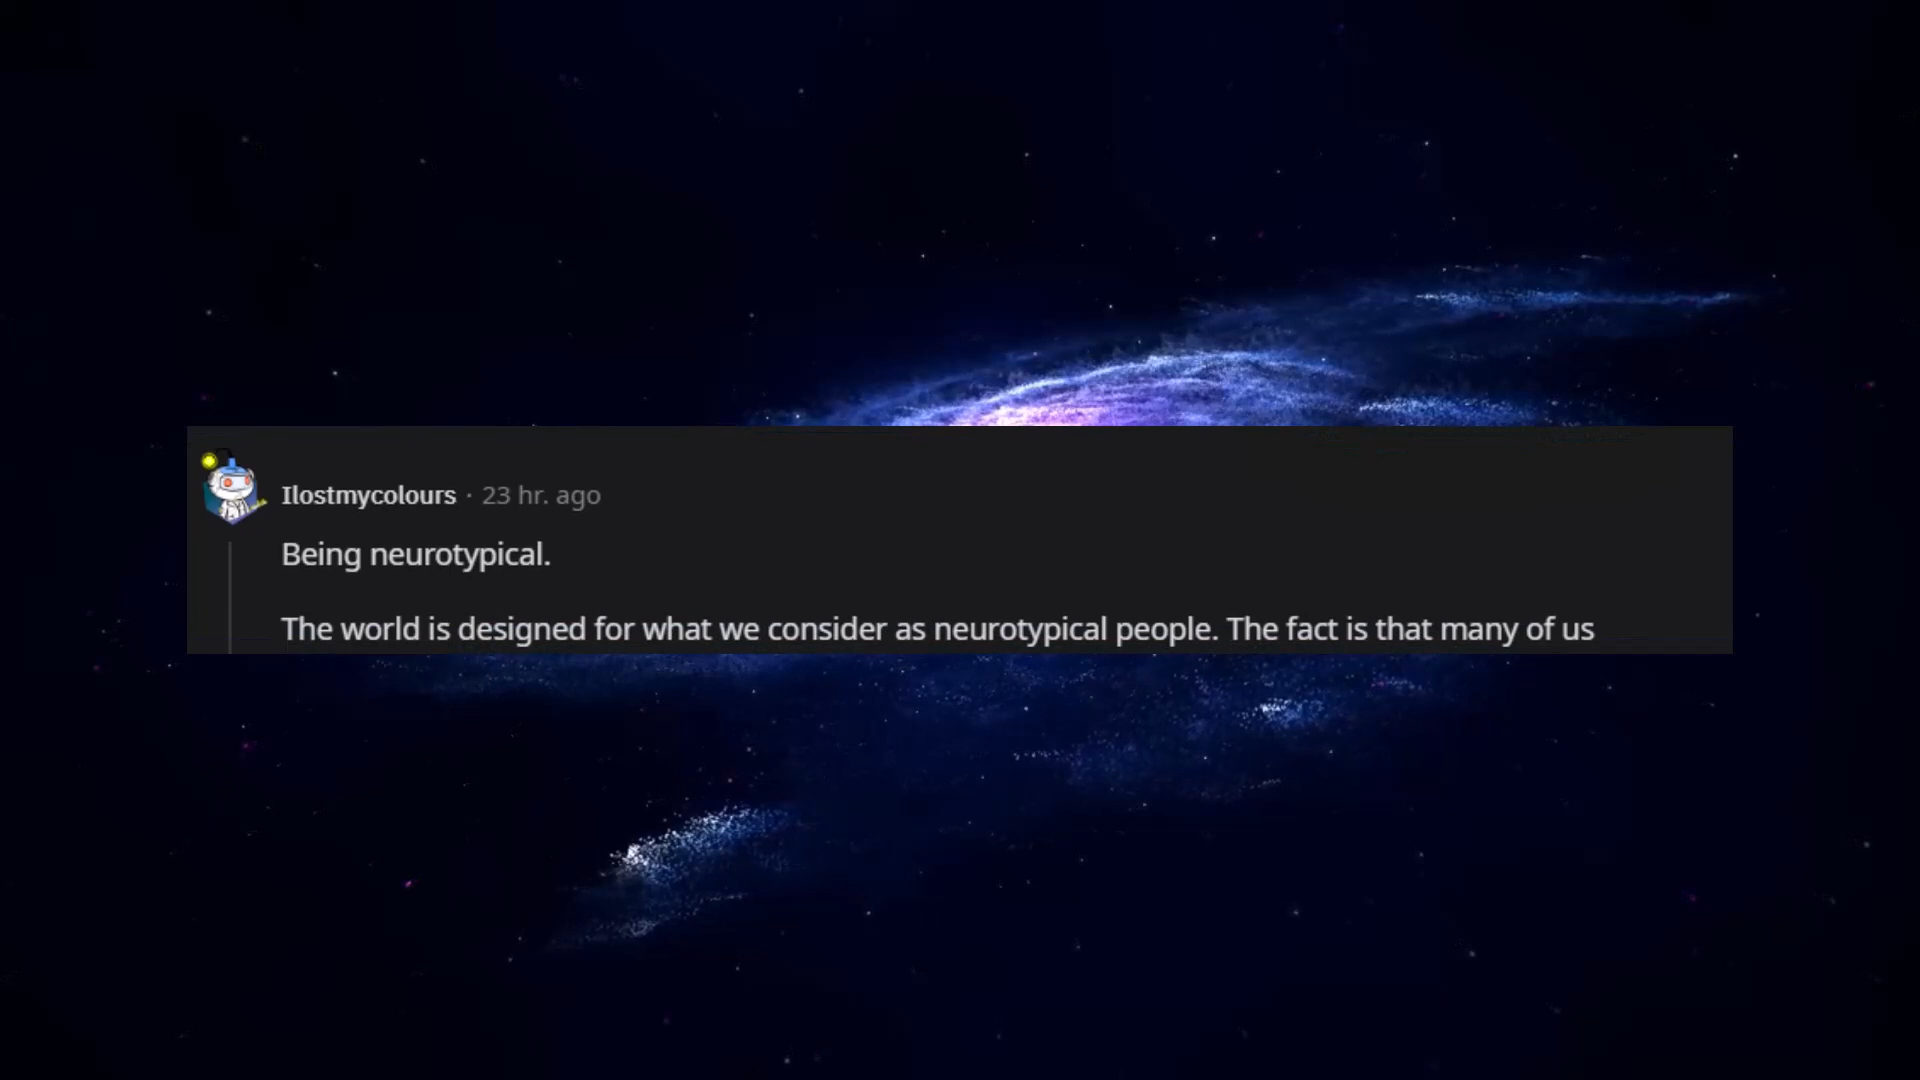 Ilostmycolours · 23 hr. ago
Being neurotypical.
The world is designed for what we consider as neurotypical people. The fact is that many of us